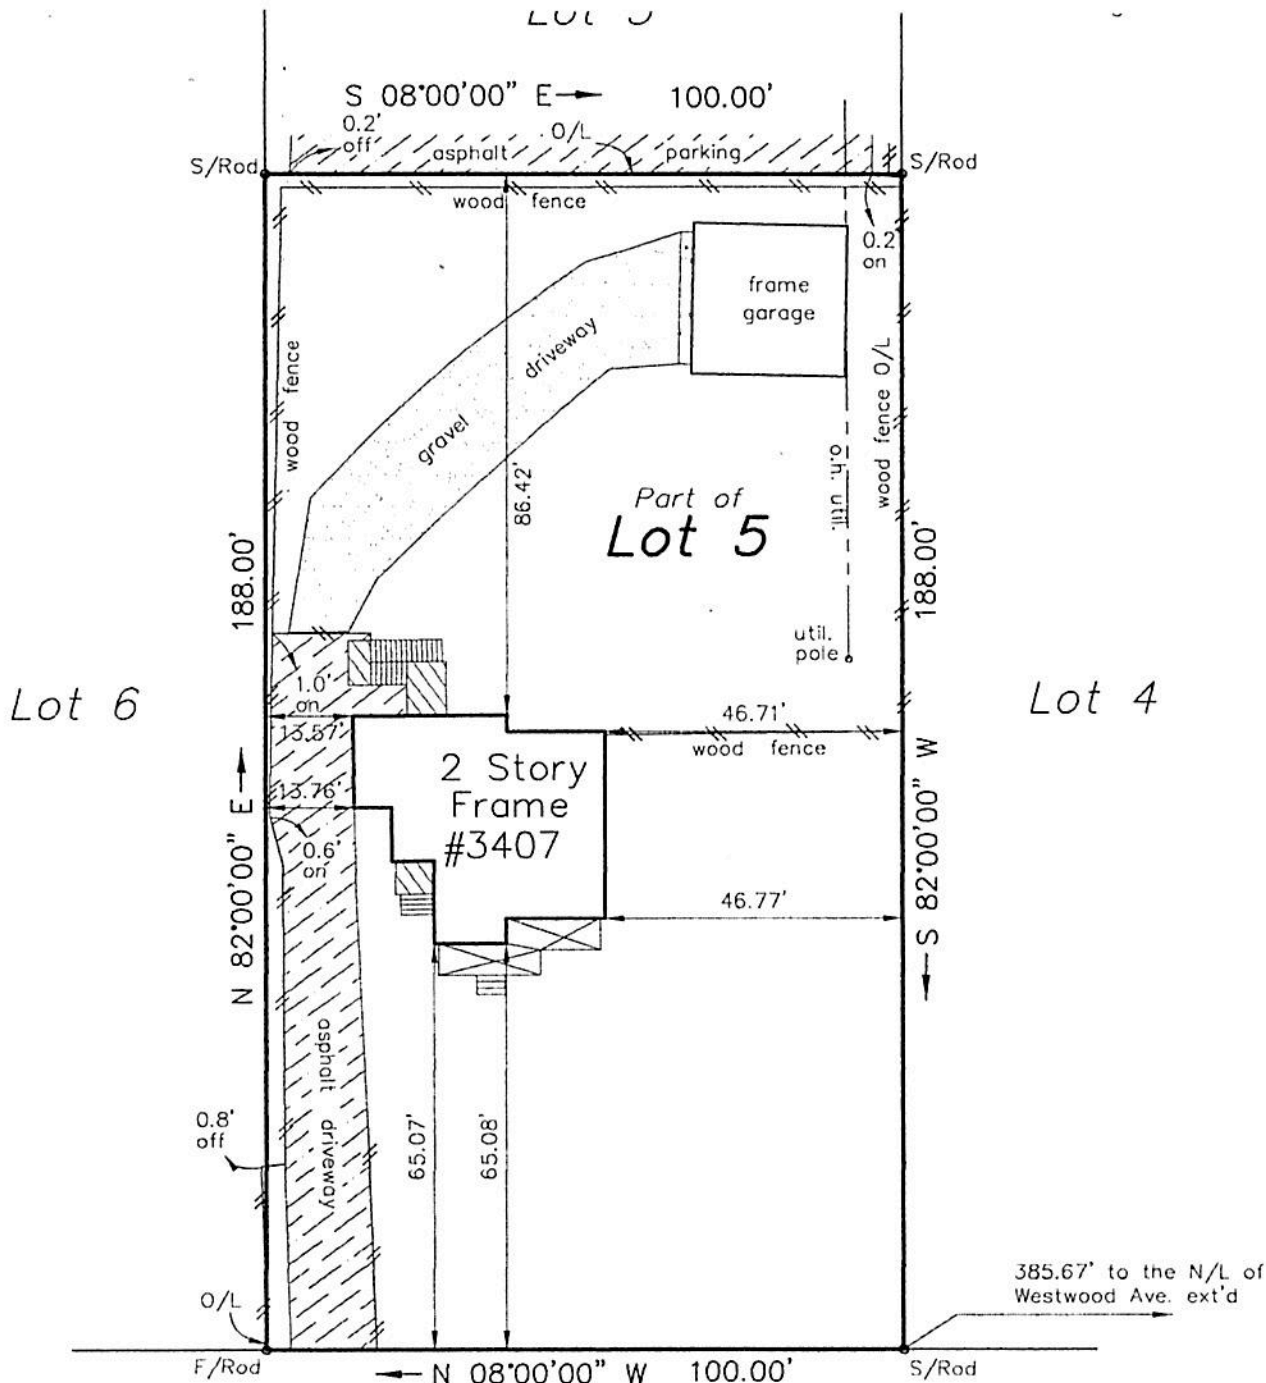 S 08°00'00" E 100.00'
0.2'
off
O/L
asphalt parking
S/Rod
S/Rod
wood fence
0.2'
on
frame
garage
wood fence
gravel driveway
wood fence O/L
o.h. util.
86.42'
Part of
Lot 5
188.00'
188.00'
util.
pole
1.0'
on
Lot 6
Lot 4
13.57'
46.71'
wood fence
2 Story
Frame
#3407
13.76'
0.6'
on
N 82°00'00" E
S 82°00'00" W
46.77'
asphalt driveway
0.8'
off
65.07'
65.08'
385.67' to the N/L of
Westwood Ave. ext'd
O/L
F/Rod
N 08°00'00" W 100.00'
S/Rod